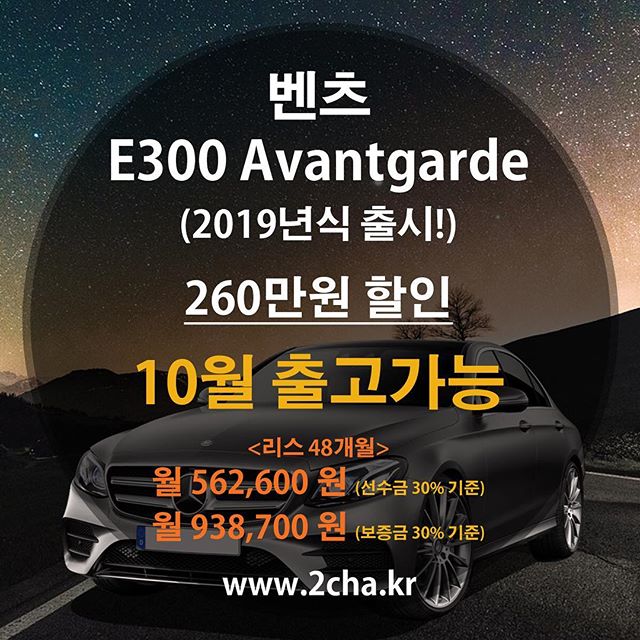 벤츠
E300 Avantgarde
(2019년식 출시!)
260만원 할인
10월 출고가능
<리스 48개월>
월 562,600 원 (선수금 30% 기준)
월 938,700 원 (보증금 30% 기준)
www.2cha.kr